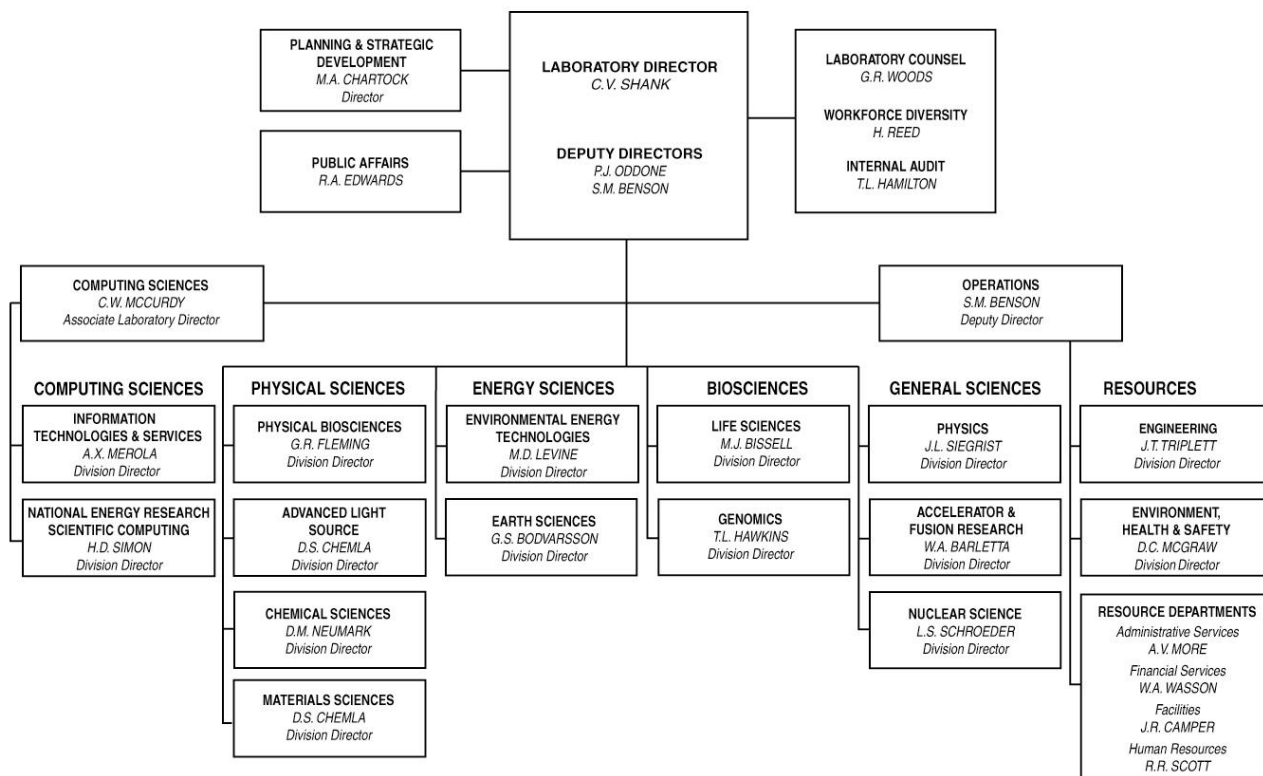 PLANNING & STRATEGIC
DEVELOPMENT
M.A. CHARTOCK
Director
PUBLIC AFFAIRS
R.A. EDWARDS
LABORATORY DIRECTOR
C.V. SHANK
DEPUTY DIRECTORS
P.J. ODDONE
S.M. BENSON
LABORATORY COUNSEL
G.R. WOODS
WORKFORCE DIVERSITY
H. REED
INTERNAL AUDIT
T.L. HAMILTON
COMPUTING SCIENCES
C.W. MCCURDY
Associate Laboratory Director
OPERATIONS
S.M. BENSON
Deputy Director
COMPUTING SCIENCES
INFORMATION
TECHNOLOGIES & SERVICES
A.X. MEROLA
Division Director
NATIONAL ENERGY RESEARCH
SCIENTIFIC COMPUTING
H.D. SIMON
Division Director
PHYSICAL SCIENCES
PHYSICAL BIOSCIENCES
G.R. FLEMING
Division Director
ADVANCED LIGHT
SOURCE
D.S. CHEMLA
Division Director
CHEMICAL SCIENCES
D.M. NEUMARK
Division Director
MATERIALS SCIENCES
D.S. CHEMLA
Division Director
ENERGY SCIENCES
ENVIRONMENTAL ENERGY
TECHNOLOGIES
M.D. LEVINE
Division Director
EARTH SCIENCES
G.S. BODVARSSON
Division Director
BIOSCIENCES
LIFE SCIENCES
M.J. BISSELL
Division Director
GENOMICS
T.L. HAWKINS
Division Director
GENERAL SCIENCES
PHYSICS
J.L. SIEGRIST
Division Director
ACCELERATOR &
FUSION RESEARCH
W.A. BARLETTA
Division Director
NUCLEAR SCIENCE
L.S. SCHROEDER
Division Director
RESOURCES
ENGINEERING
J.T. TRIPLETT
Division Director
ENVIRONMENT,
HEALTH & SAFETY
D.C. MCGRAW
Division Director
RESOURCE DEPARTMENTS
Administrative Services
A.V. MORE
Financial Services
W.A. WASSON
Facilities
J.R. CAMPER
Human Resources
R.R. SCOTT